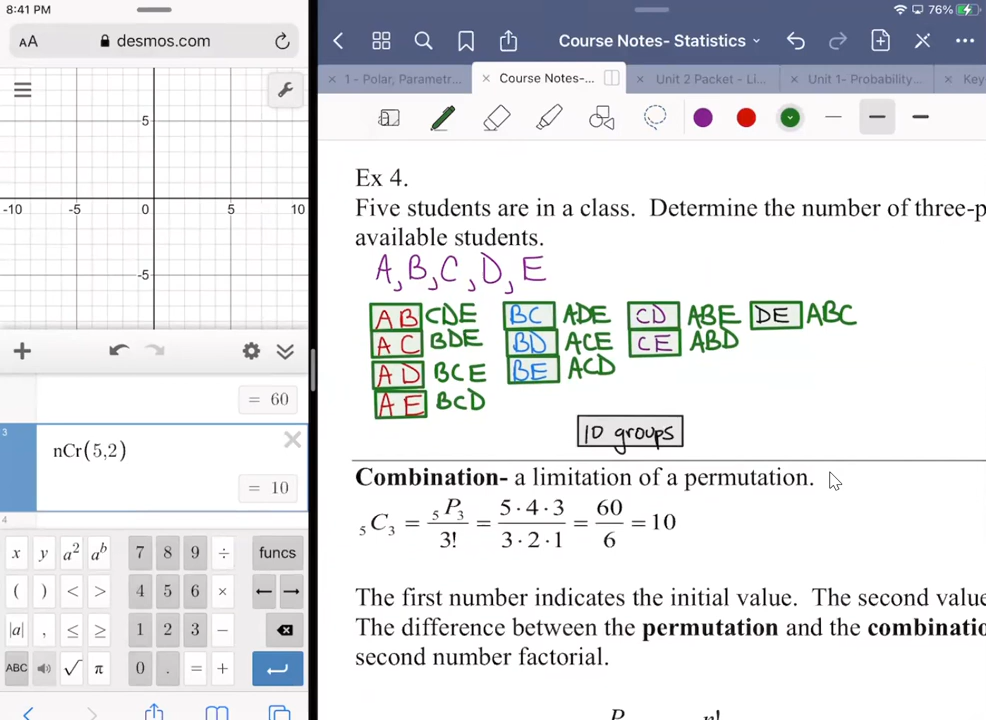 8:41 PM
76%
AA desmos.com
Course Notes- Statistics
1 - Polar, Parametr...
Course Notes-...
Unit 2 Packet - Li...
Unit 1- Probability...
Key
5
-10 -5 0 5 10
-5
= 60
3
nCr(5,2)
= 10
4
x y a² aᵇ 7 8 9 ÷ funcs
( ) < > 4 5 6 × ← →
|a| , ≤ ≥ 1 2 3 −
ABC √ π 0 . = +
Ex 4.
Five students are in a class. Determine the number of three-p
available students.
A, B, C, D, E
AB CDE BC ADE CD ABE DE ABC
AC BDE BD ACE CE ABD
AD BCE BE ACD
AE BCD
10 groups
Combination- a limitation of a permutation.
₅C₃ = ₅P₃ / 3! = 5·4·3 / 3·2·1 = 60 / 6 = 10
The first number indicates the initial value. The second value
The difference between the permutation and the combinatio
second number factorial.
P n!